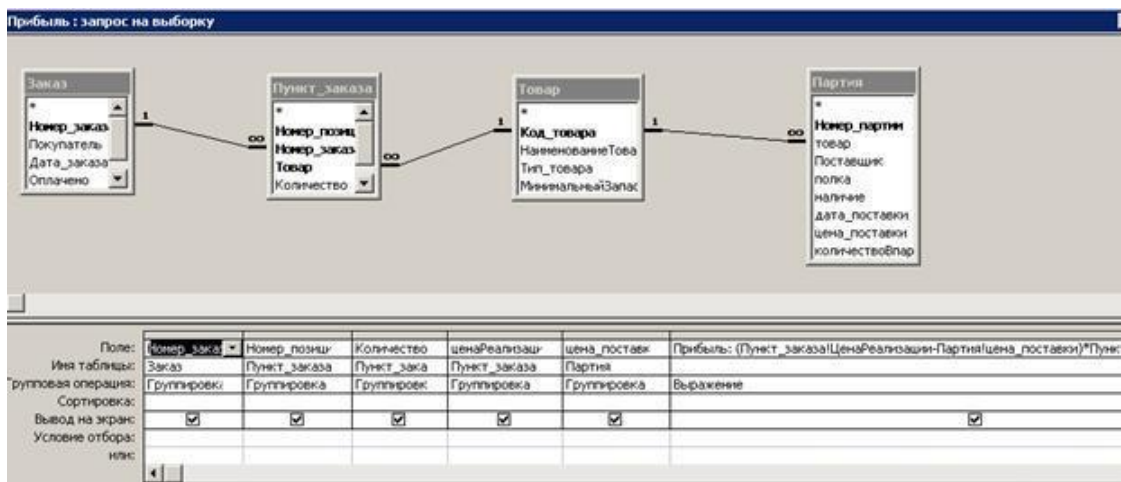 Прибыль : запрос на выборку
Заказ
*
Номер_заказ
Покупатель
Дата_заказа
Оплачено
1
∞
Пункт_заказа
*
Номер_позиц
Номер_заказ
Товар
Количество
∞
1
Товар
*
Код_товара
НаименованиеТова
Тип_товара
МинимальныйЗапас
1
∞
Партия
*
Номер_партии
товар
Поставщик
полка
наличие
дата_поставки
цена_поставки
количествоВпар
Поле: Номер_заказ Номер_позици Количество ценаРеализаци цена_поставк Прибыль: (Пункт_заказа!ЦенаРеализации-Партия!цена_поставки)*Пункт
Имя таблицы: Заказ Пункт_заказа Пункт_зака Пункт_заказа Партия
Групповая операция: Группировка Группировка Группировк Группировка Группировка Выражение
Сортировка:
Вывод на экран:
Условие отбора:
или: